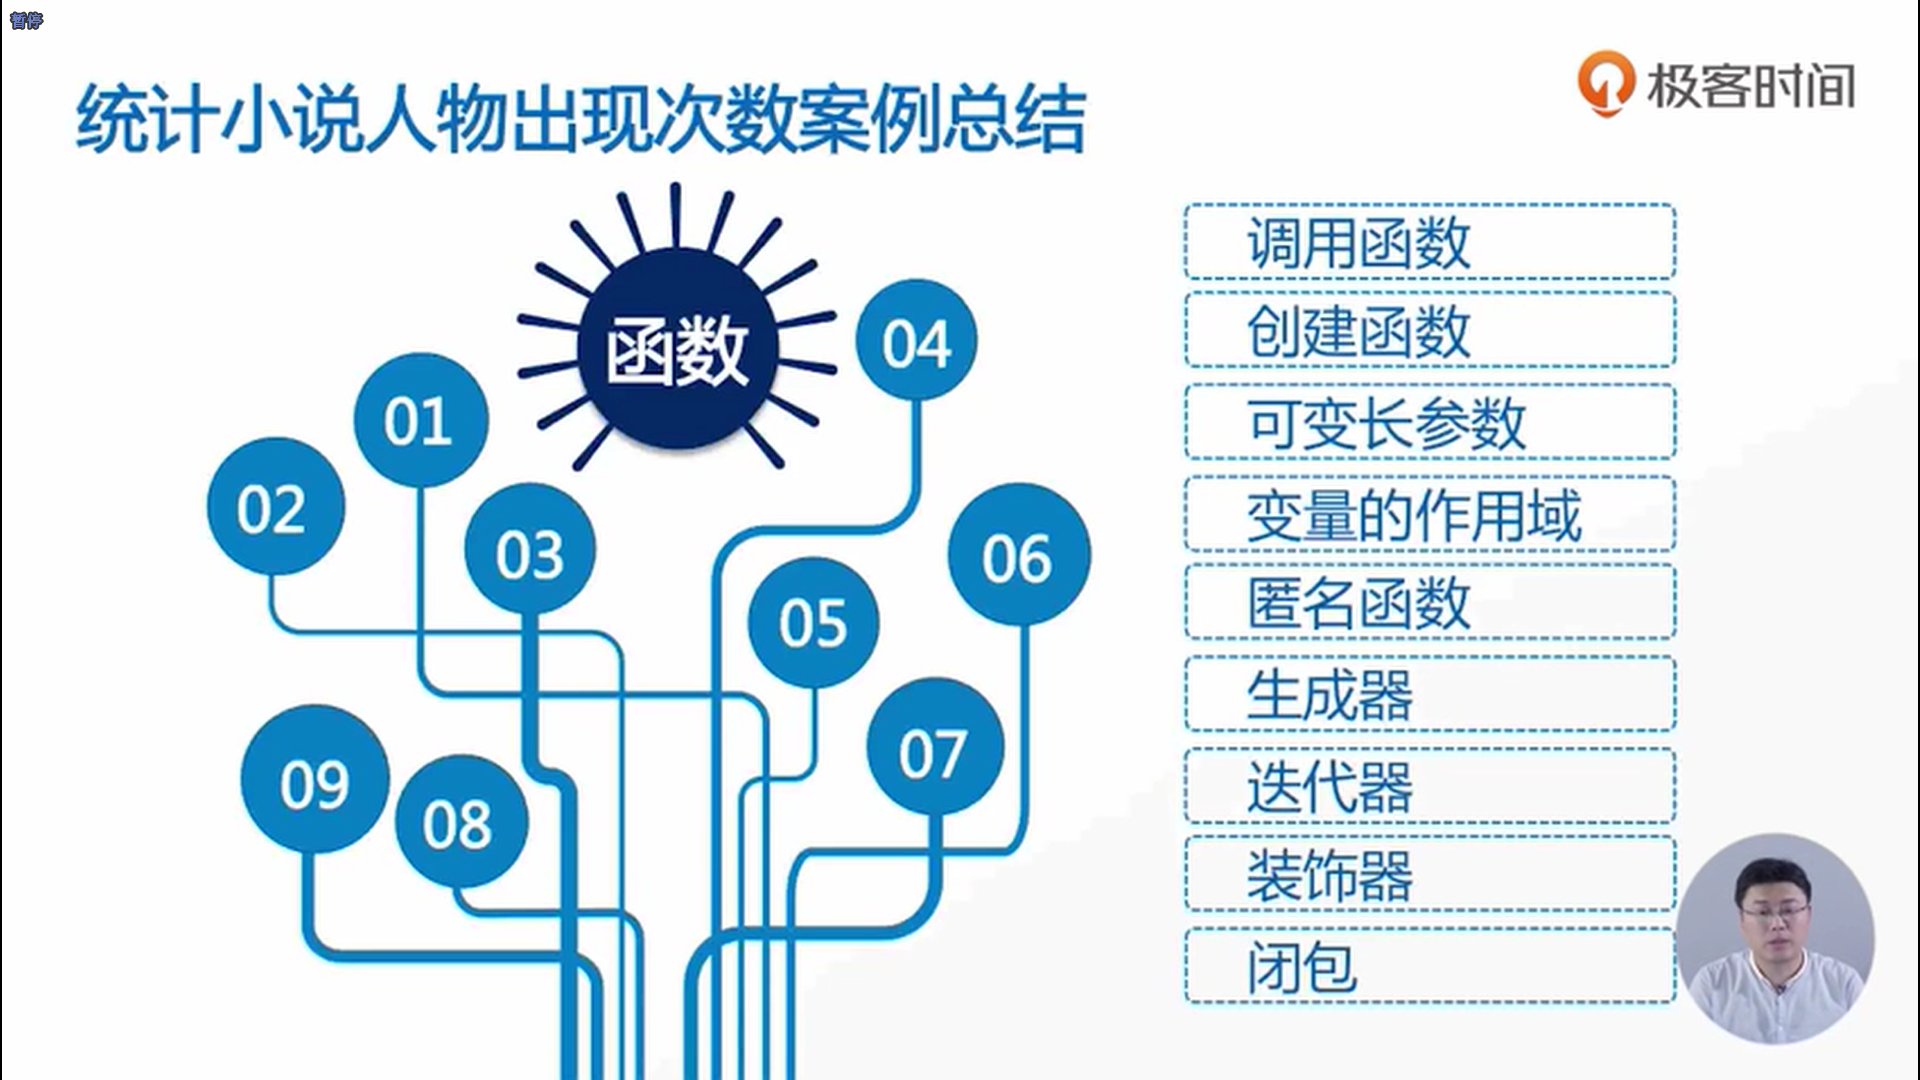 暂停
极客时间
统计小说人物出现次数案例总结
函数
01
02
03
04
05
06
07
08
09
调用函数
创建函数
可变长参数
变量的作用域
匿名函数
生成器
迭代器
装饰器
闭包